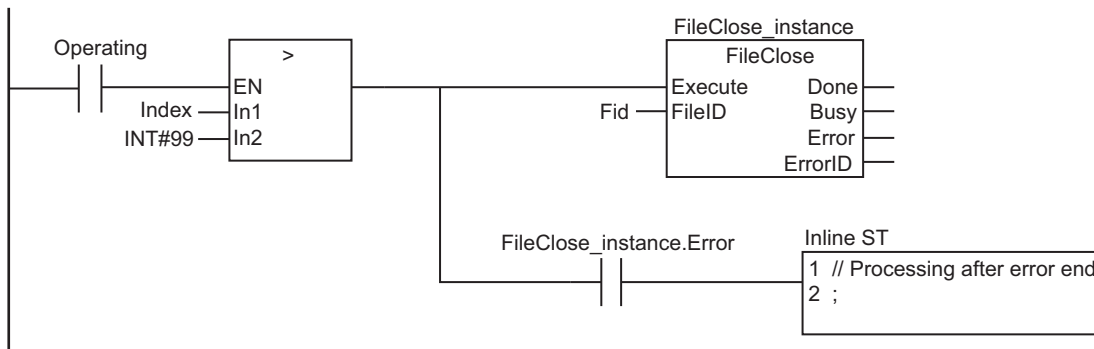 FileClose_instance
Operating
>
FileClose
EN
Execute
Done
Index
In1
Fid
FileID
Busy
INT#99
In2
Error
ErrorID
FileClose_instance.Error
Inline ST
1 // Processing after error end
2 ;